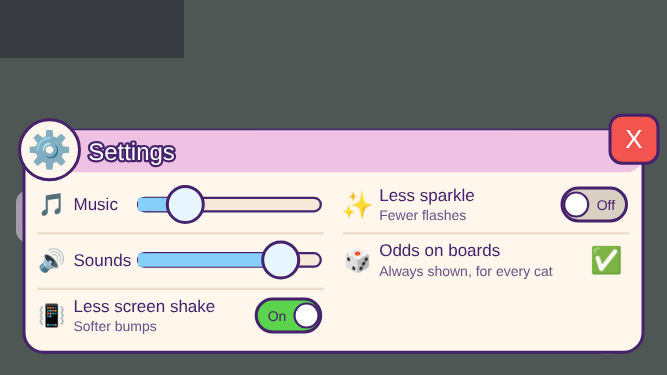 Settings
X
Music
Sounds
Less screen shake
Softer bumps
On
Less sparkle
Fewer flashes
Off
Odds on boards
Always shown, for every cat